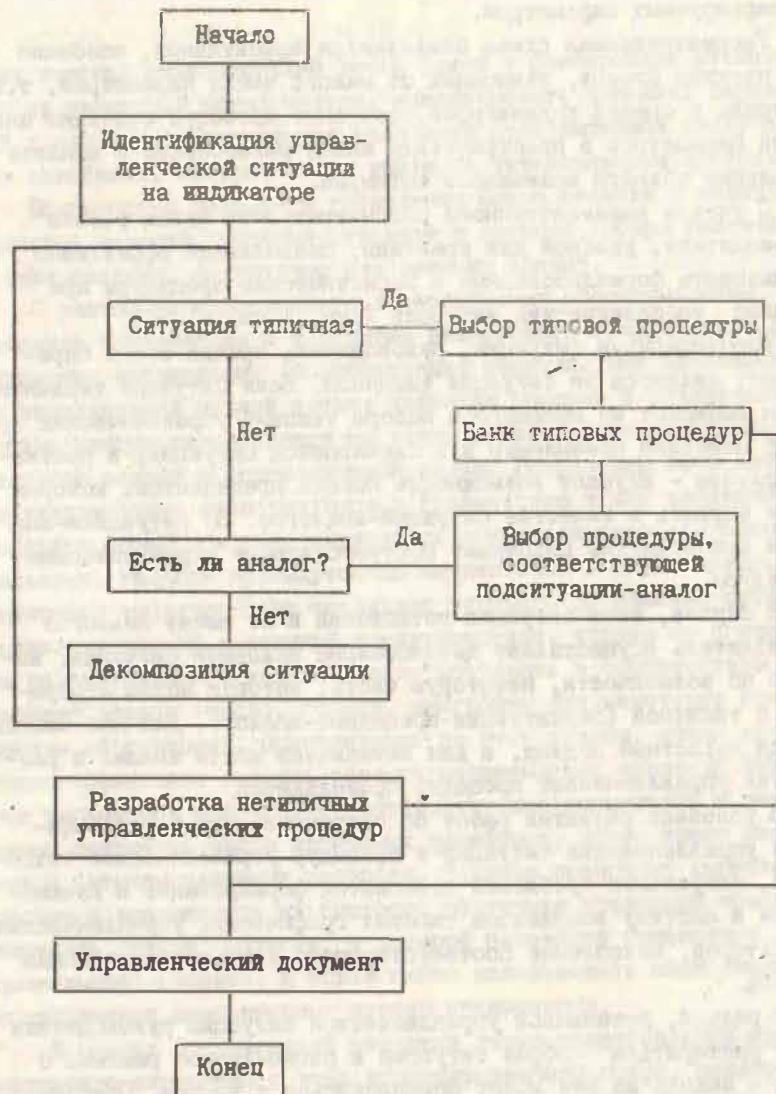 Начало
Идентификация управ-
ленческой ситуации
на индикаторе
Да
Ситуация типичная
Выбор типовой процедуры
Нет
Банк типовых процедур
Да
Есть ли аналог?
Выбор процедуры,
соответствующей
подситуации-аналог
Нет
Декомпозиция ситуации
Разработка нетипичных
управленческих процедур
Управленческий документ
Конец